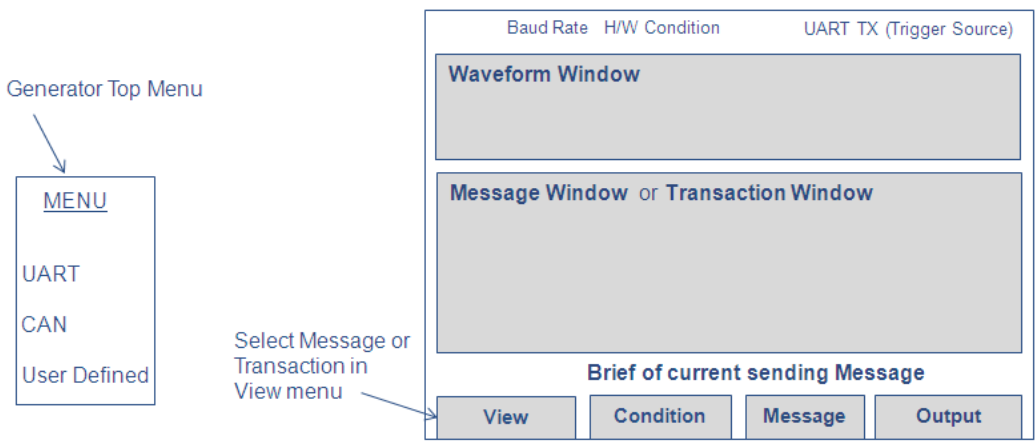 Generator Top Menu
MENU
UART
CAN
User Defined
Select Message or
Transaction in
View menu
Baud Rate H/W Condition UART TX (Trigger Source)
Waveform Window
Message Window or Transaction Window
Brief of current sending Message
View Condition Message Output